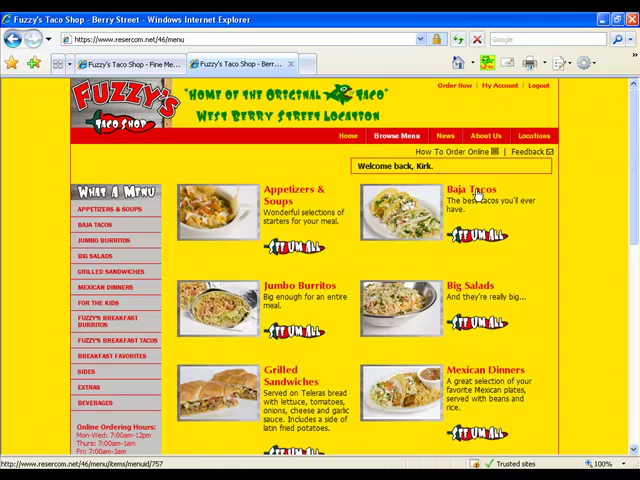 Fuzzy's Taco Shop - Berry Street - Windows Internet Explorer
https://www.resercom.net/46/menu
Google
Fuzzy's Taco Shop - Fine Me...
Fuzzy's Taco Shop - Berr...
Page
Order Now | My Account | Logout
FUZZY'S
TACO SHOP
"HOME OF THE ORIGINAL TACO"
WEST BERRY STREET LOCATION
Home | Browse Menu | News | About Us | Locations
How To Order Online | Feedback
Welcome back, Kirk.
WHAT A MENU
APPETIZERS & SOUPS
BAJA TACOS
JUMBO BURRITOS
BIG SALADS
GRILLED SANDWICHES
MEXICAN DINNERS
FOR THE KIDS
FUZZY'S BREAKFAST
BURRITOS
FUZZY'S BREAKFAST TACOS
BREAKFAST FAVORITES
SIDES
EXTRAS
BEVERAGES
Online Ordering Hours:
Mon-Wed: 7:00am-12pm
Thurs: 7:00am-1am
Fri: 7:00am-3am
Appetizers &
Soups
Wonderful selections of
starters for your meal.
SEE UM ALL
Baja Tacos
The best tacos you'll ever
have.
SEE UM ALL
Jumbo Burritos
Big enough for an entire
meal.
SEE UM ALL
Big Salads
And they're really big...
SEE UM ALL
Grilled
Sandwiches
Served on Teleras bread
with lettuce, tomatoes,
onions, cheese and garlic
sauce. Includes a side of
latin fried potatoes.
Mexican Dinners
A great selection of your
favorite Mexican plates,
served with beans and
rice.
SEE UM ALL
http://www.resercom.net/46/menu/items/menuid/757
Trusted sites
100%